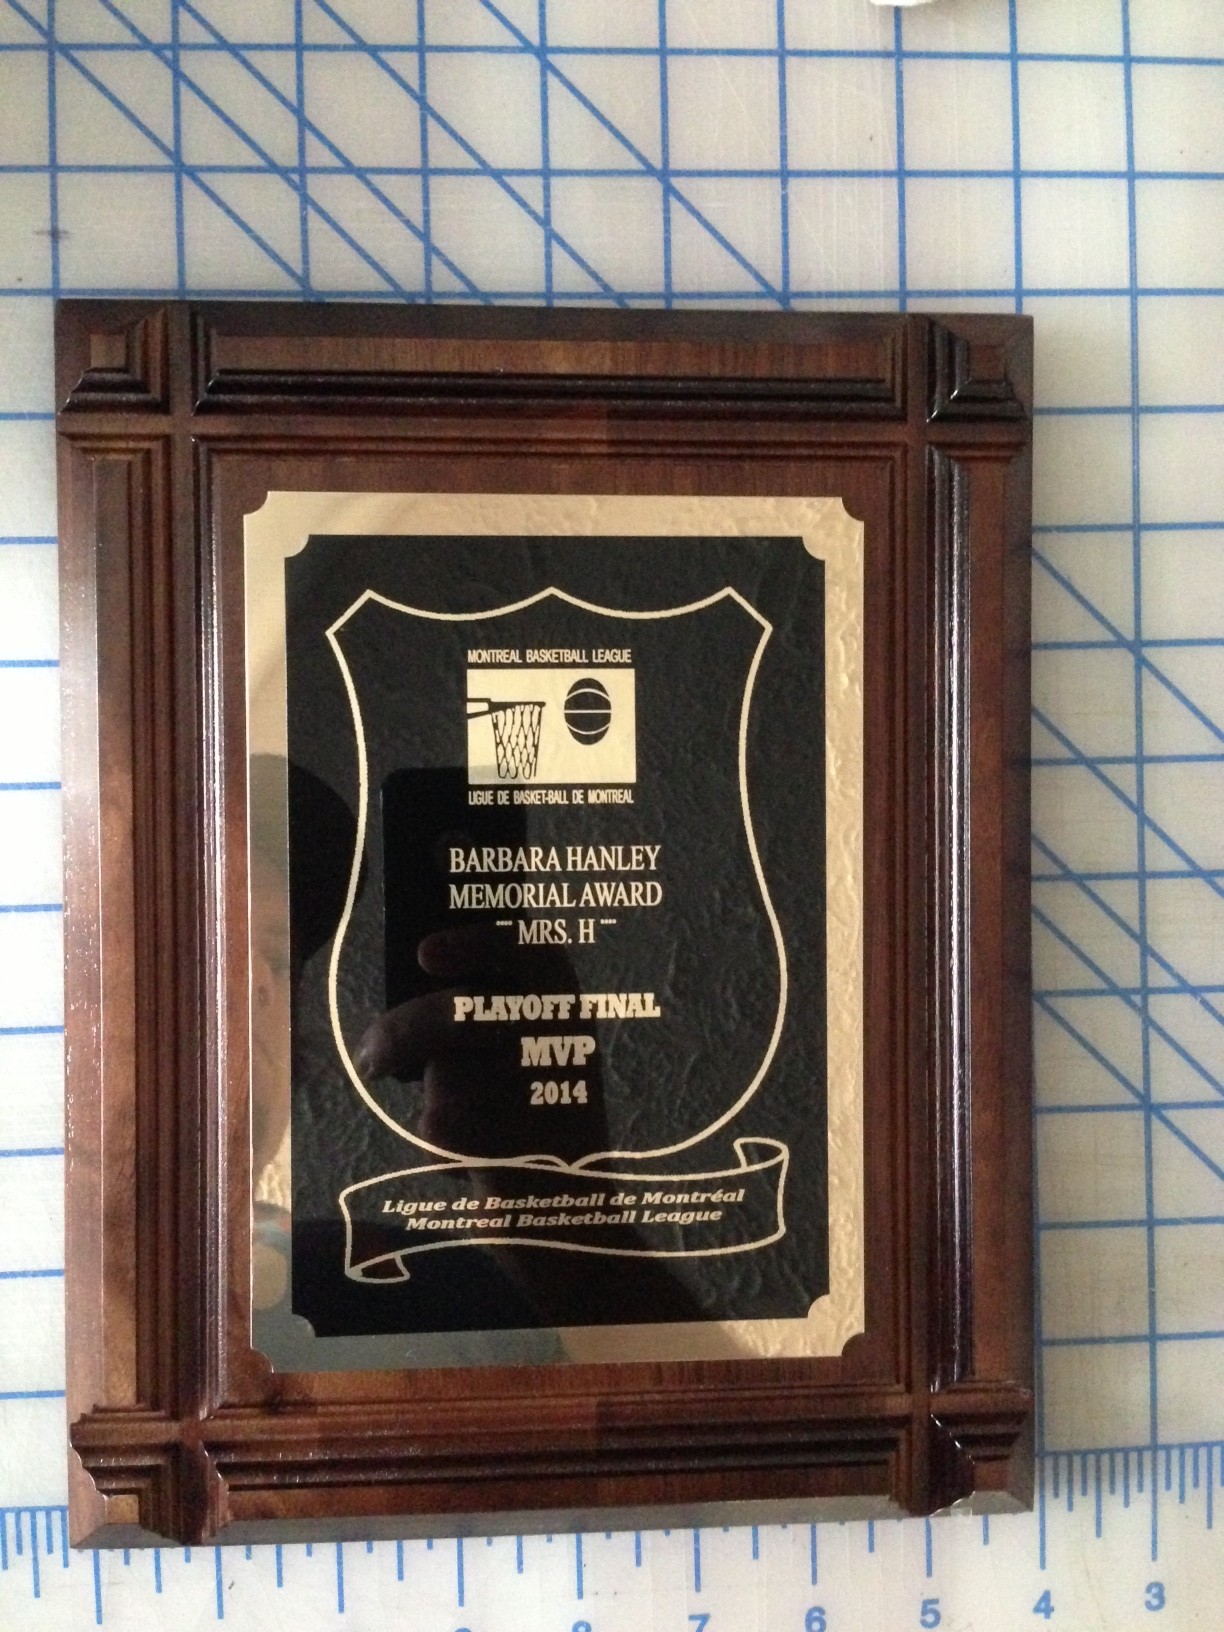 MONTREAL BASKETBALL LEAGUE
LIGUE DE BASKET-BALL DE MONTREAL
BARBARA HANLEY
MEMORIAL AWARD
"" MRS. H ""
PLAYOFF FINAL
MVP
2014
Ligue de Basketball de Montréal
Montreal Basketball League
8 7 6 5 4 3